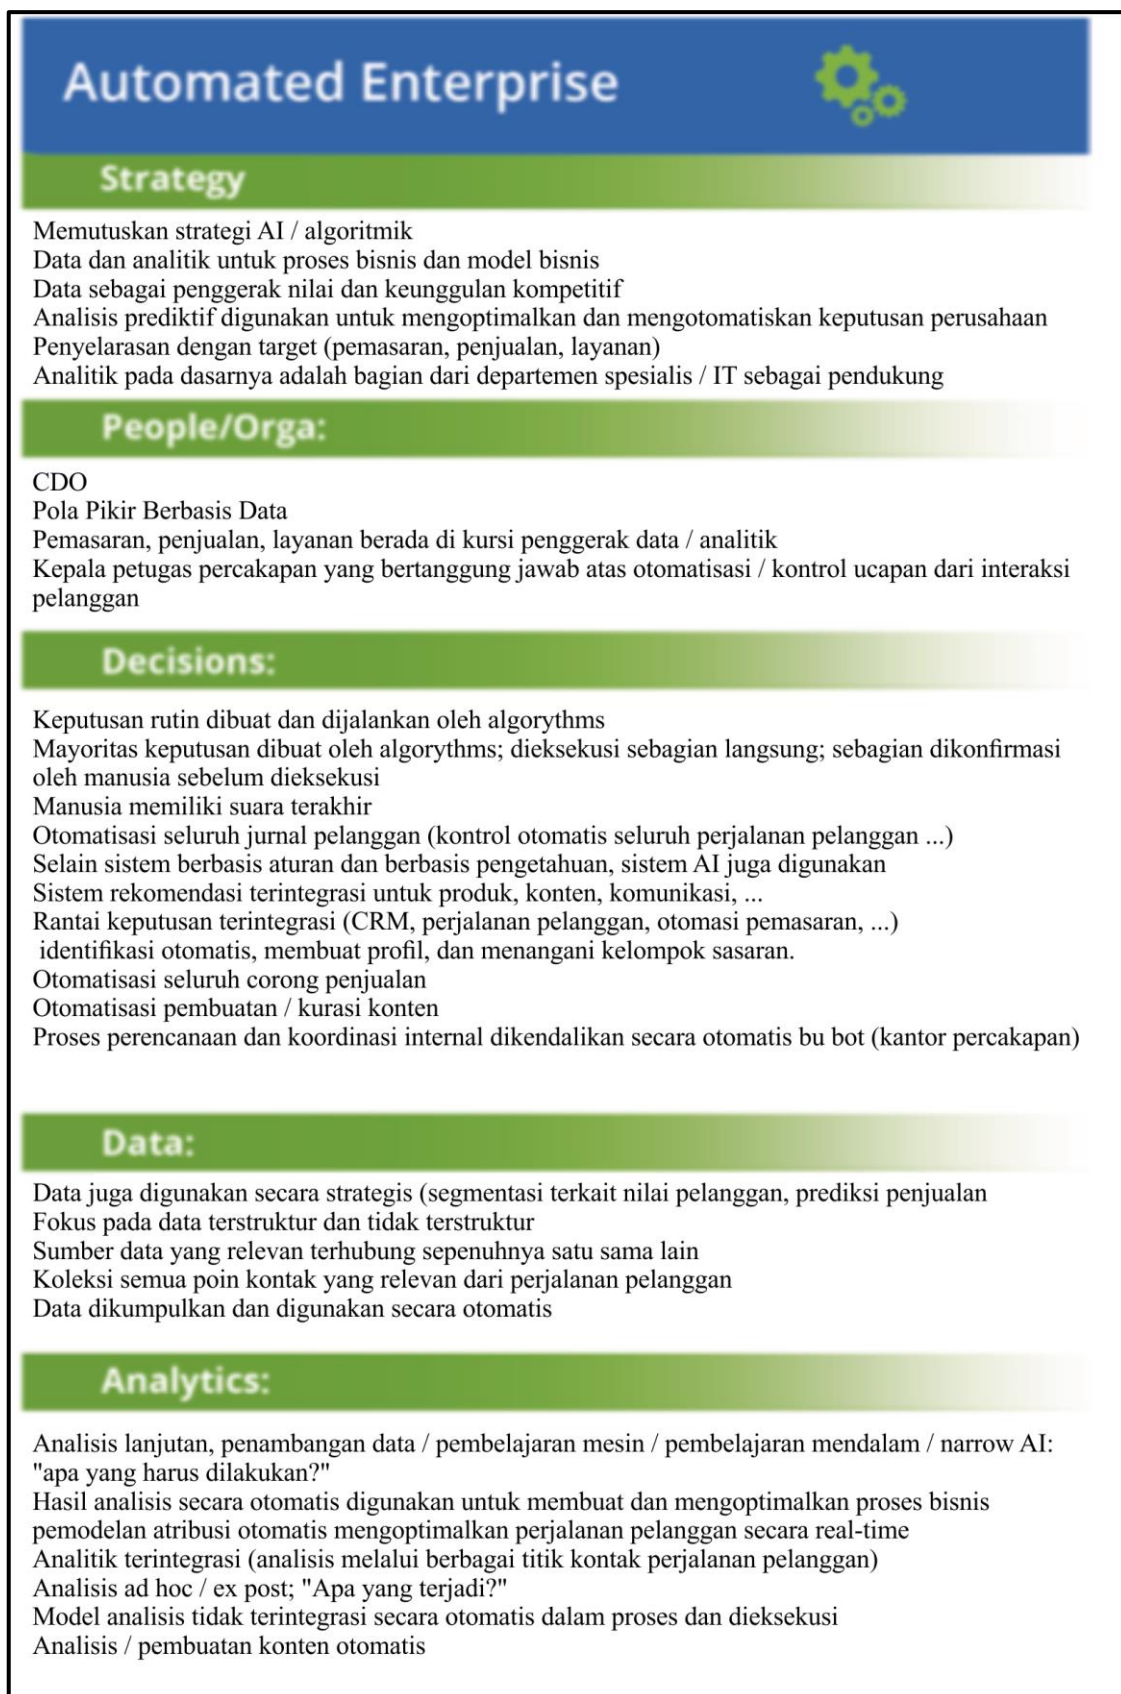 Automated Enterprise
Strategy
Memutuskan strategi AI / algoritmik
Data dan analitik untuk proses bisnis dan model bisnis
Data sebagai penggerak nilai dan keunggulan kompetitif
Analisis prediktif digunakan untuk mengoptimalkan dan mengotomatiskan keputusan perusahaan
Penyelarasan dengan target (pemasaran, penjualan, layanan)
Analitik pada dasarnya adalah bagian dari departemen spesialis / IT sebagai pendukung
People/Orga:
CDO
Pola Pikir Berbasis Data
Pemasaran, penjualan, layanan berada di kursi penggerak data / analitik
Kepala petugas percakapan yang bertanggung jawab atas otomatisasi / kontrol ucapan dari interaksi
pelanggan
Decisions:
Keputusan rutin dibuat dan dijalankan oleh algorythms
Mayoritas keputusan dibuat oleh algorythms; dieksekusi sebagian langsung; sebagian dikonfirmasi
oleh manusia sebelum dieksekusi
Manusia memiliki suara terakhir
Otomatisasi seluruh jurnal pelanggan (kontrol otomatis seluruh perjalanan pelanggan ...)
Selain sistem berbasis aturan dan berbasis pengetahuan, sistem AI juga digunakan
Sistem rekomendasi terintegrasi untuk produk, konten, komunikasi, ...
Rantai keputusan terintegrasi (CRM, perjalanan pelanggan, otomasi pemasaran, ...)
identifikasi otomatis, membuat profil, dan menangani kelompok sasaran.
Otomatisasi seluruh corong penjualan
Otomatisasi pembuatan / kurasi konten
Proses perencanaan dan koordinasi internal dikendalikan secara otomatis bu bot (kantor percakapan)
Data:
Data juga digunakan secara strategis (segmentasi terkait nilai pelanggan, prediksi penjualan
Fokus pada data terstruktur dan tidak terstruktur
Sumber data yang relevan terhubung sepenuhnya satu sama lain
Koleksi semua poin kontak yang relevan dari perjalanan pelanggan
Data dikumpulkan dan digunakan secara otomatis
Analytics:
Analisis lanjutan, penambangan data / pembelajaran mesin / pembelajaran mendalam / narrow AI:
"apa yang harus dilakukan?"
Hasil analisis secara otomatis digunakan untuk membuat dan mengoptimalkan proses bisnis
pemodelan atribusi otomatis mengoptimalkan perjalanan pelanggan secara real-time
Analitik terintegrasi (analisis melalui berbagai titik kontak perjalanan pelanggan)
Analisis ad hoc / ex post; "Apa yang terjadi?"
Model analisis tidak terintegrasi secara otomatis dalam proses dan dieksekusi
Analisis / pembuatan konten otomatis